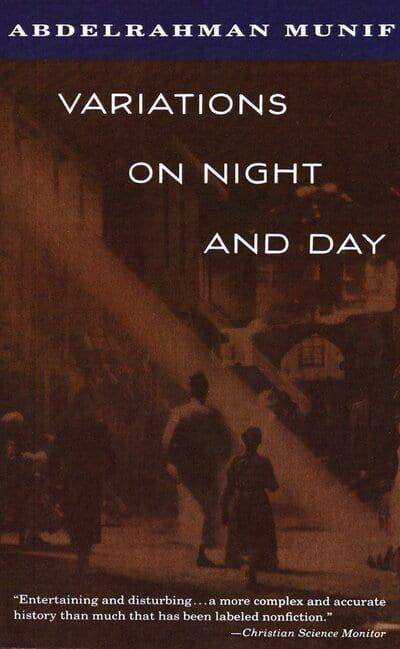 ABDELRAHMAN MUNIF
VARIATIONS
ON NIGHT
AND DAY
“Entertaining and disturbing...a more complex and accurate
history than much that has been labeled nonfiction.”
—Christian Science Monitor